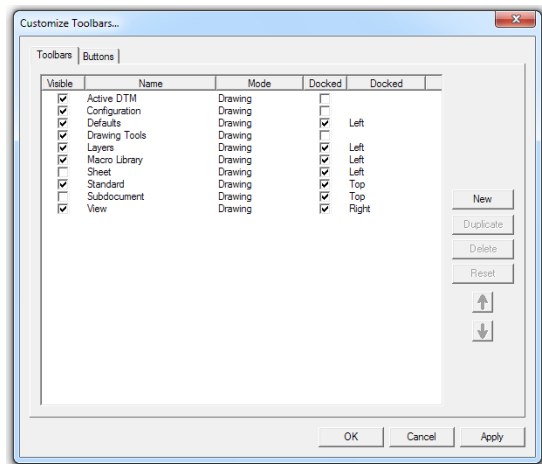 Customize Toolbars...
Toolbars Buttons
Visible Name Mode Docked Docked
Active DTM Drawing
Configuration Drawing
Defaults Drawing Left
Drawing Tools Drawing
Layers Drawing Left
Macro Library Drawing Left
Sheet Drawing Left
Standard Drawing Top
Subdocument Drawing Top
View Drawing Right
New
Duplicate
Delete
Reset
OK Cancel Apply